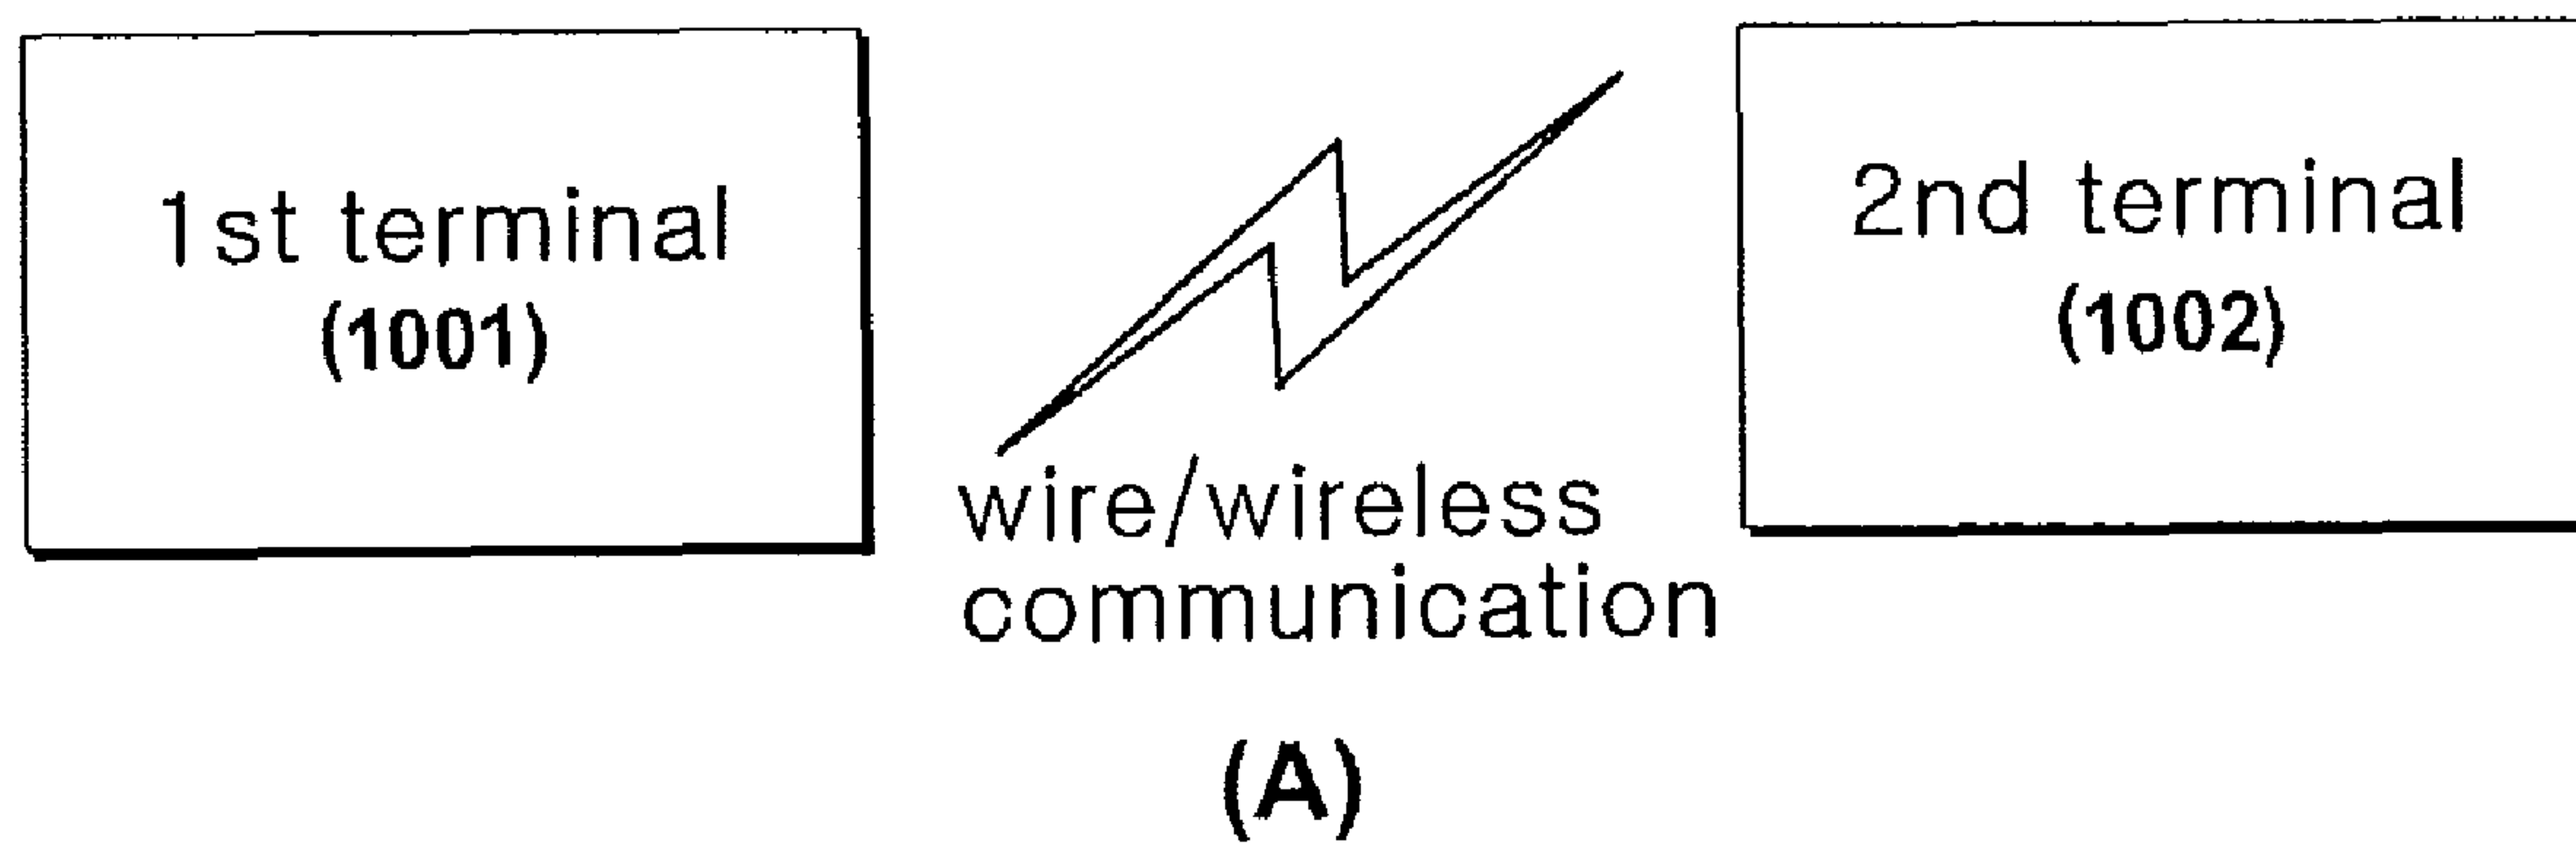 1st terminal
(1001)
2nd terminal
(1002)
wire/wireless
communication
(A)